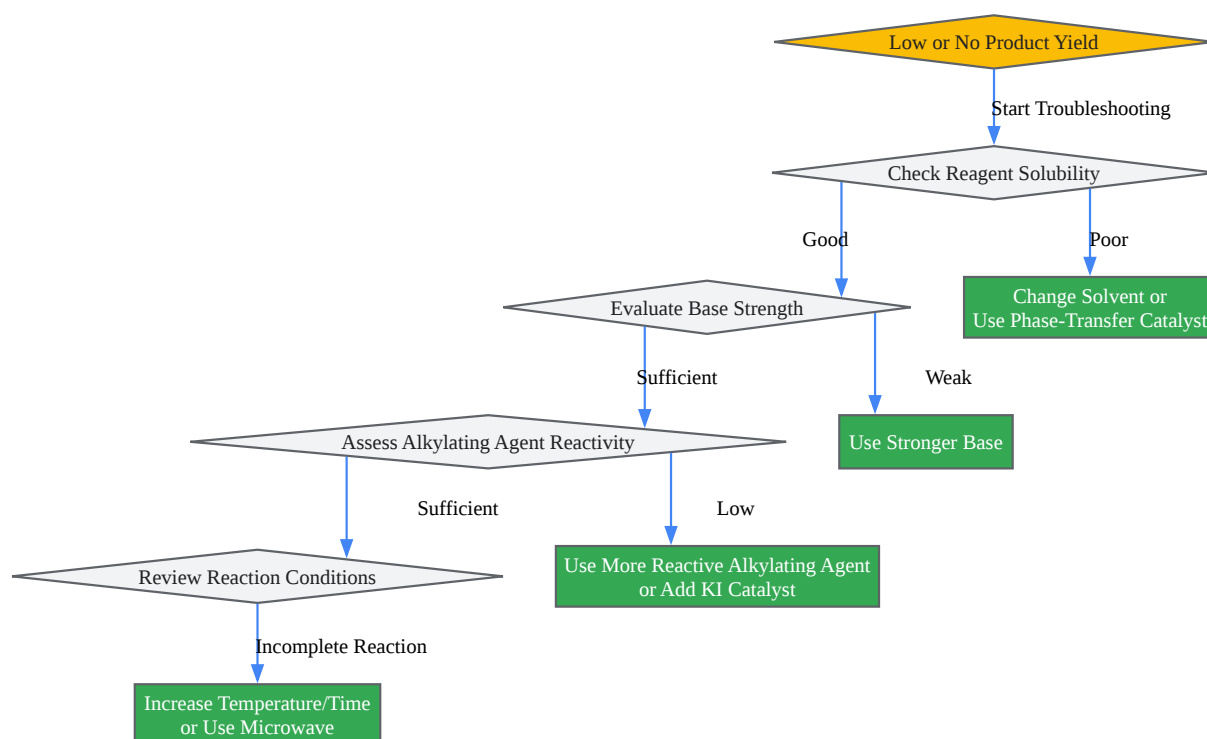 Low or No Product Yield
Start Troubleshooting
Check Reagent Solubility
Good
Poor
Change Solvent or
Use Phase-Transfer Catalyst
Evaluate Base Strength
Sufficient
Weak
Use Stronger Base
Assess Alkylating Agent Reactivity
Sufficient
Low
Use More Reactive Alkylating Agent
or Add KI Catalyst
Review Reaction Conditions
Incomplete Reaction
Increase Temperature/Time
or Use Microwave